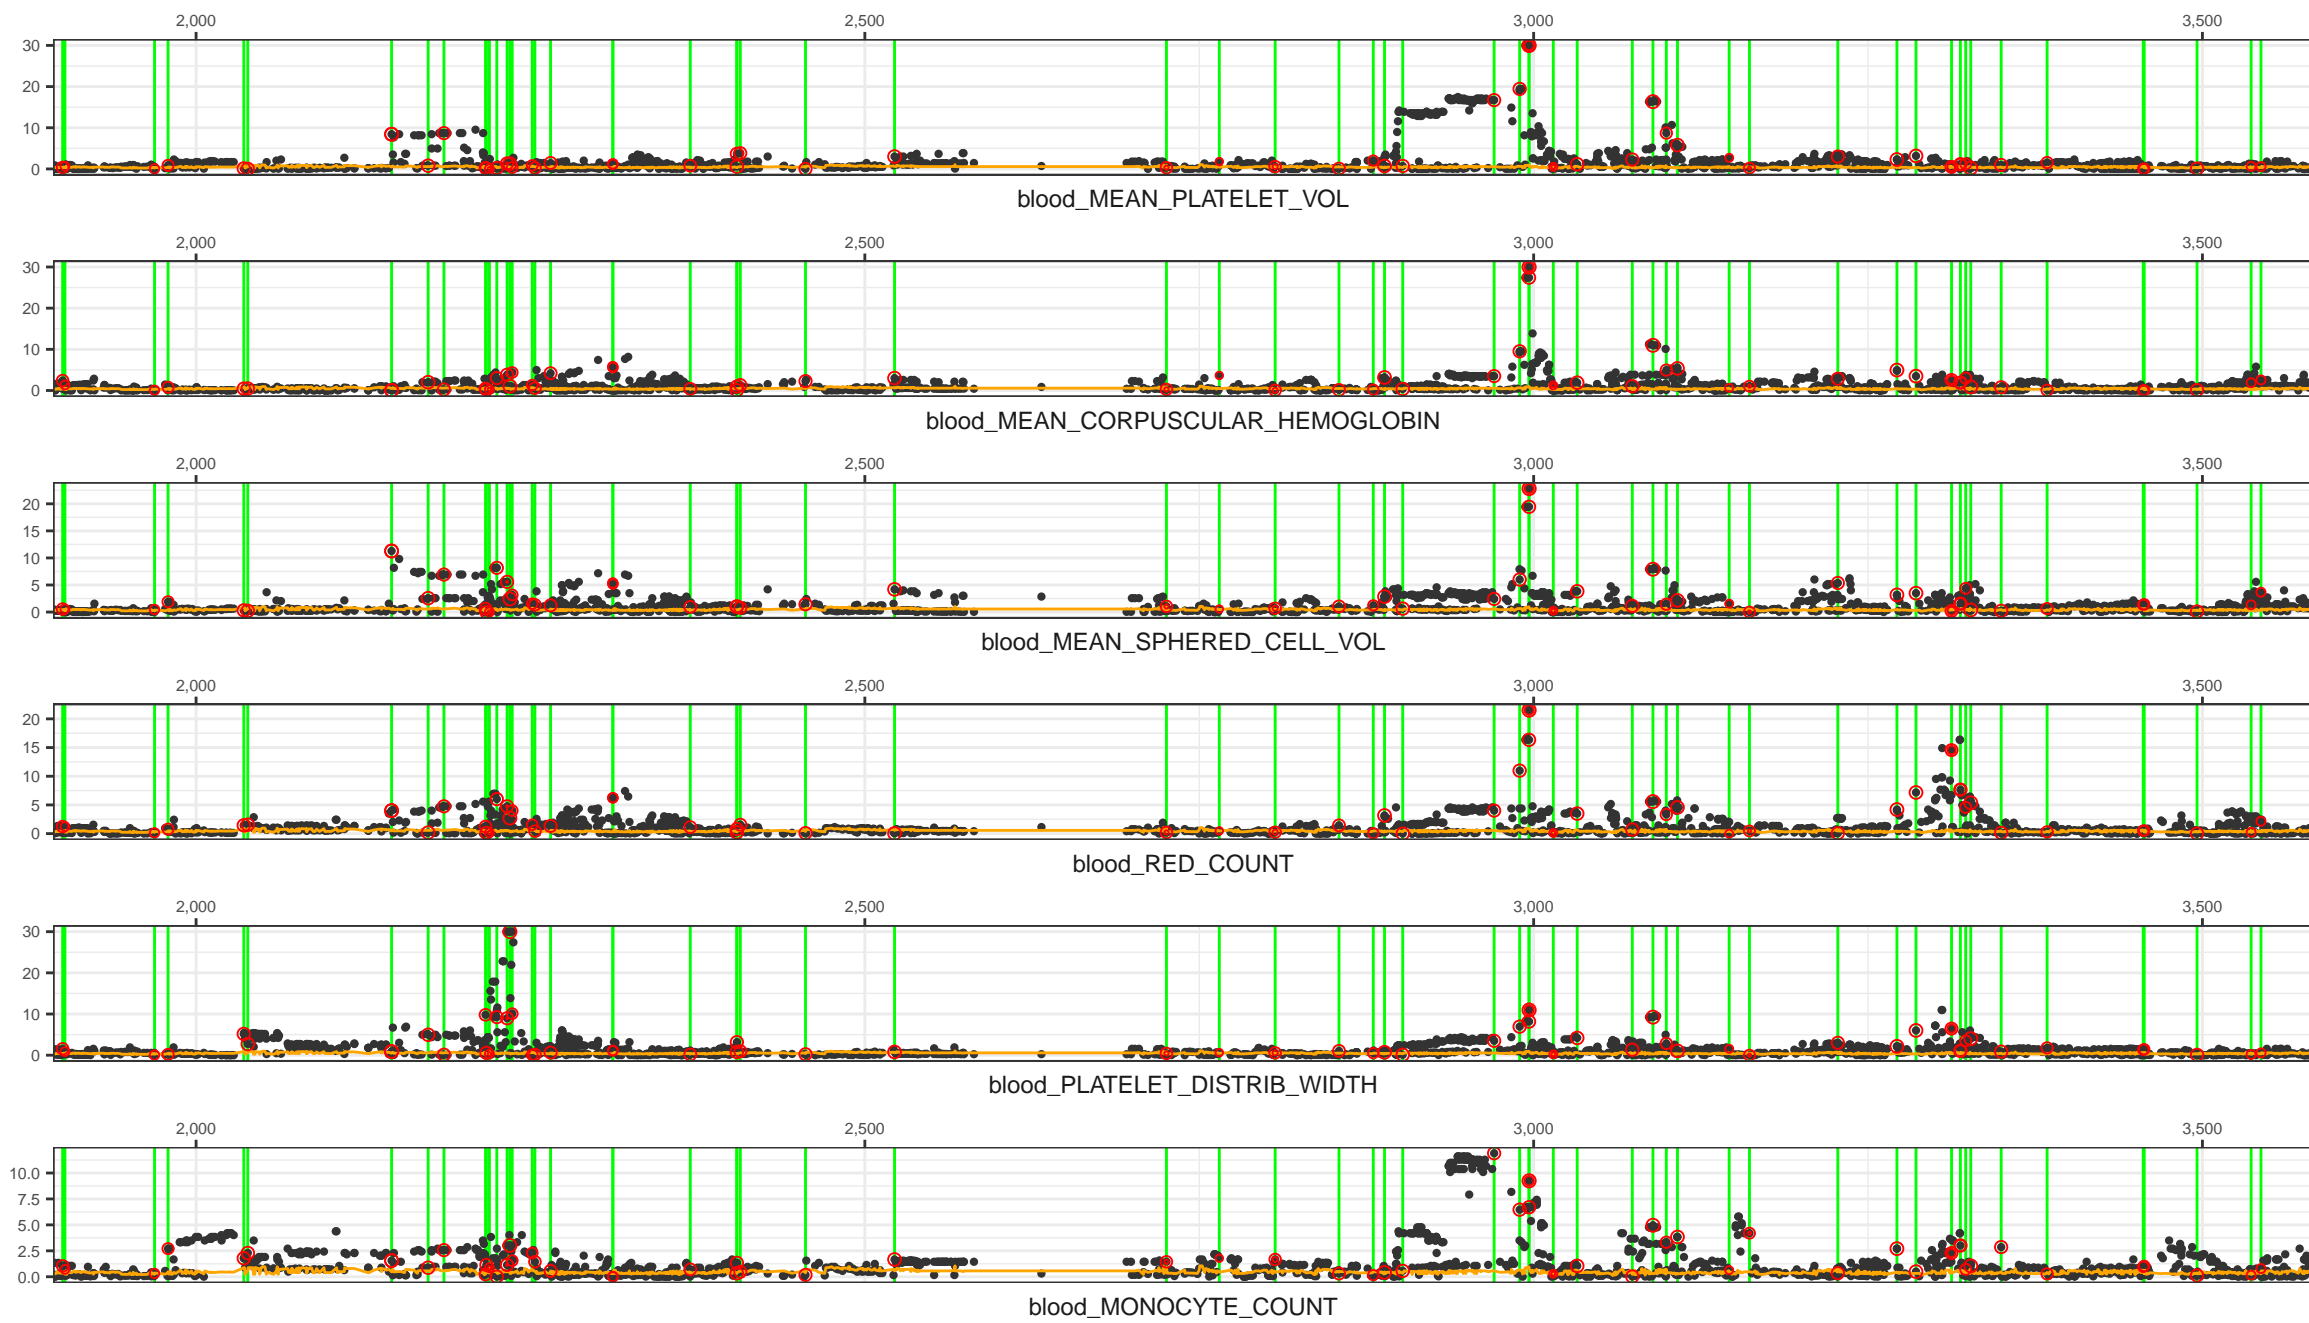 2,000 2,500 3,000 3,500
30
20
10
0
blood_MEAN_PLATELET_VOL
2,000 2,500 3,000 3,500
30
20
10
0
blood_MEAN_CORPUSCULAR_HEMOGLOBIN
2,000 2,500 3,000 3,500
20
15
10
5
0
blood_MEAN_SPHERED_CELL_VOL
2,000 2,500 3,000 3,500
20
15
10
5
0
blood_RED_COUNT
2,000 2,500 3,000 3,500
30
20
10
0
blood_PLATELET_DISTRIB_WIDTH
2,000 2,500 3,000 3,500
10.0
7.5
5.0
2.5
0.0
blood_MONOCYTE_COUNT